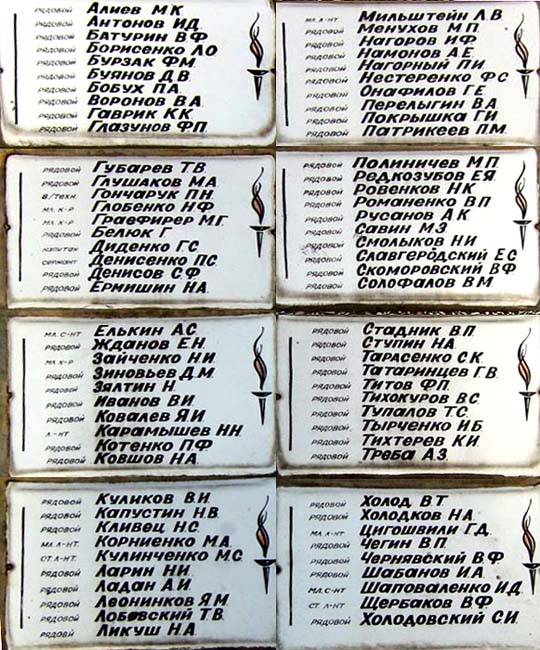 РЯДОВОЙ АЛИЕВ М.К.
РЯДОВОЙ АНТОНОВ И.Д.
РЯДОВОЙ БАТУРИН В.Ф.
РЯДОВОЙ БОРИСЕНКО Л.О.
РЯДОВОЙ БУРЗАК Ф.М.
РЯДОВОЙ БУЯНОВ Д.В.
РЯДОВОЙ БОБУХ П.А.
РЯДОВОЙ ВОРОНОВ В.А.
РЯДОВОЙ ГАВРИК К.К.
РЯДОВОЙ ГЛАЗУНОВ Ф.П.
РЯДОВОЙ ГУБАРЕВ Т.В.
РЯДОВОЙ ГЛУШАКОВ М.А.
В/ТЕХН. ГОНЧАРУК П.Н.
МЛ. К-Р ГЛОБЕНКО Н.Ф.
МЛ. К-Р ГРАЕФИРЕР М.Г.
РЯДОВОЙ БЕЛЮК Г.
КАПИТАН ДИДЕНКО Г.С.
СЕРЖАНТ ДЕНИСЕНКО П.С.
РЯДОВОЙ ДЕНИСОВ С.Ф.
РЯДОВОЙ ЕРМИШИН Н.А.
МЛ. С-НТ ЕЛЬКИН А.С.
РЯДОВОЙ ЖДАНОВ Е.Н.
МЛ. К-Р ЗАЙЧЕНКО Н.И.
РЯДОВОЙ ЗИНОВЬЕВ Д.М.
РЯДОВОЙ ЗЯЛТИН Н.
РЯДОВОЙ ИВАНОВ В.И.
РЯДОВОЙ КОВАЛЕВ Я.И.
Л-НТ КАРАМЫШЕВ Н.Н.
РЯДОВОЙ КОТЕНКО П.Ф.
РЯДОВОЙ КОВШОВ Н.А.
РЯДОВОЙ КУЛИКОВ В.И.
РЯДОВОЙ КАПУСТИН Н.В.
РЯДОВОЙ КЛИВЕЦ Н.С.
МЛ. Л-НТ. КОРНИЕНКО М.А.
СТ. Л-НТ. КУЛИНЧЕНКО М.С.
РЯДОВОЙ ЛАРИН Н.И.
РЯДОВОЙ ЛАДАН А.И.
РЯДОВОЙ ЛЕОНИНКОВ Я.М.
РЯДОВОЙ ЛОБОВСКИЙ Т.В.
РЯДОВИ ЛИКУШ Н.А.
МЛ. Л-НТ МИЛЬШТЕЙН Л.В.
РЯДОВОЙ МЕНУХОВ М.П.
РЯДОВОЙ НАГОРОВ И.Ф.
РЯДОВОЙ НАМОНОВ А.Е.
РЯДОВОЙ НАГОРНЫЙ П.И.
РЯДОВОЙ НЕСТЕРЕНКО Ф.С.
РЯДОВОЙ ОНАФИЛОВ Г.Е.
РЯДОВОЙ ПЕРЕЛЫГИН В.А.
РЯДОВОЙ ПОКРЫШКА Г.И.
РЯДОВОЙ ПАТРИКЕЕВ П.М.
РЯДОВОЙ ПОЛИНИЧЕВ М.П.
РЯДОВОЙ РЕДКОЗУБОВ Е.Я.
РЯДОВОЙ РОВЕНКОВ Н.К.
РЯДОВОЙ РОМАНЕНКО В.П.
РЯДОВОЙ РУСАНОВ А.К.
РЯДОВОЙ САВИН М.З.
РЯДОВОЙ СМОЛЫКОВ Н.И.
РЯДОВОЙ СЛАВГЕРОДСКИЙ Е.С.
РЯДОВОЙ СКОМОРОВСКИЙ В.Ф.
РЯДОВОЙ СОЛОФАЛОВ В.М.
РЯДОВОЙ СТАДНИК В.П.
РЯДОВОЙ СТУПИН Н.А.
РЯДОВОЙ ТАРАСЕНКО С.К.
РЯДОВОЙ ТАТАРИНЦЕВ Г.В.
РЯДОВОЙ ТИТОВ Ф.П.
РЯДОВОЙ ТИХОКУРОВ В.С.
РЯДОВОЙ ТУПАЛОВ Т.С.
РЯДОВОЙ ТЫРЧЕНКО И.Б.
РЯДОВОЙ ТИХТЕРЕВ К.И.
РЯДОВОЙ ТРЕБА А.З.
РЯДОВОЙ ХОЛОД В.Т.
РЯДОВОЙ ХОЛОДКОВ Н.А.
МЛ. Л-НТ ЦИГОШВИЛИ Г.Д.
РЯДОВОЙ ЧЕГИН В.П.
РЯДОВОЙ ЧЕРНЯВСКИЙ В.Ф.
РЯДОВОЙ ШАБАНОВ И.А.
МЛ. С-НТ ШАПОВАЛЕНКО И.Д.
СТ. Л-НТ ЩЕРБАКОВ В.Ф.
РЯДОВОЙ ХОЛОДОВСКИЙ С.И.